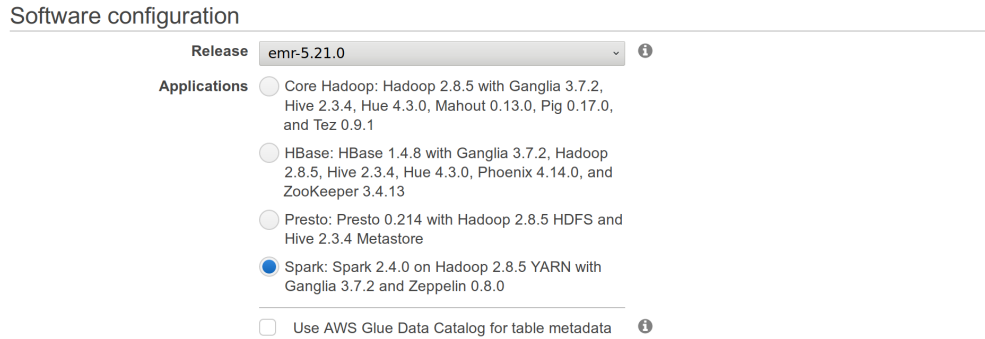 Software configuration
Release emr-5.21.0
Applications Core Hadoop: Hadoop 2.8.5 with Ganglia 3.7.2,
Hive 2.3.4, Hue 4.3.0, Mahout 0.13.0, Pig 0.17.0,
and Tez 0.9.1
HBase: HBase 1.4.8 with Ganglia 3.7.2, Hadoop
2.8.5, Hive 2.3.4, Hue 4.3.0, Phoenix 4.14.0, and
ZooKeeper 3.4.13
Presto: Presto 0.214 with Hadoop 2.8.5 HDFS and
Hive 2.3.4 Metastore
Spark: Spark 2.4.0 on Hadoop 2.8.5 YARN with
Ganglia 3.7.2 and Zeppelin 0.8.0
Use AWS Glue Data Catalog for table metadata